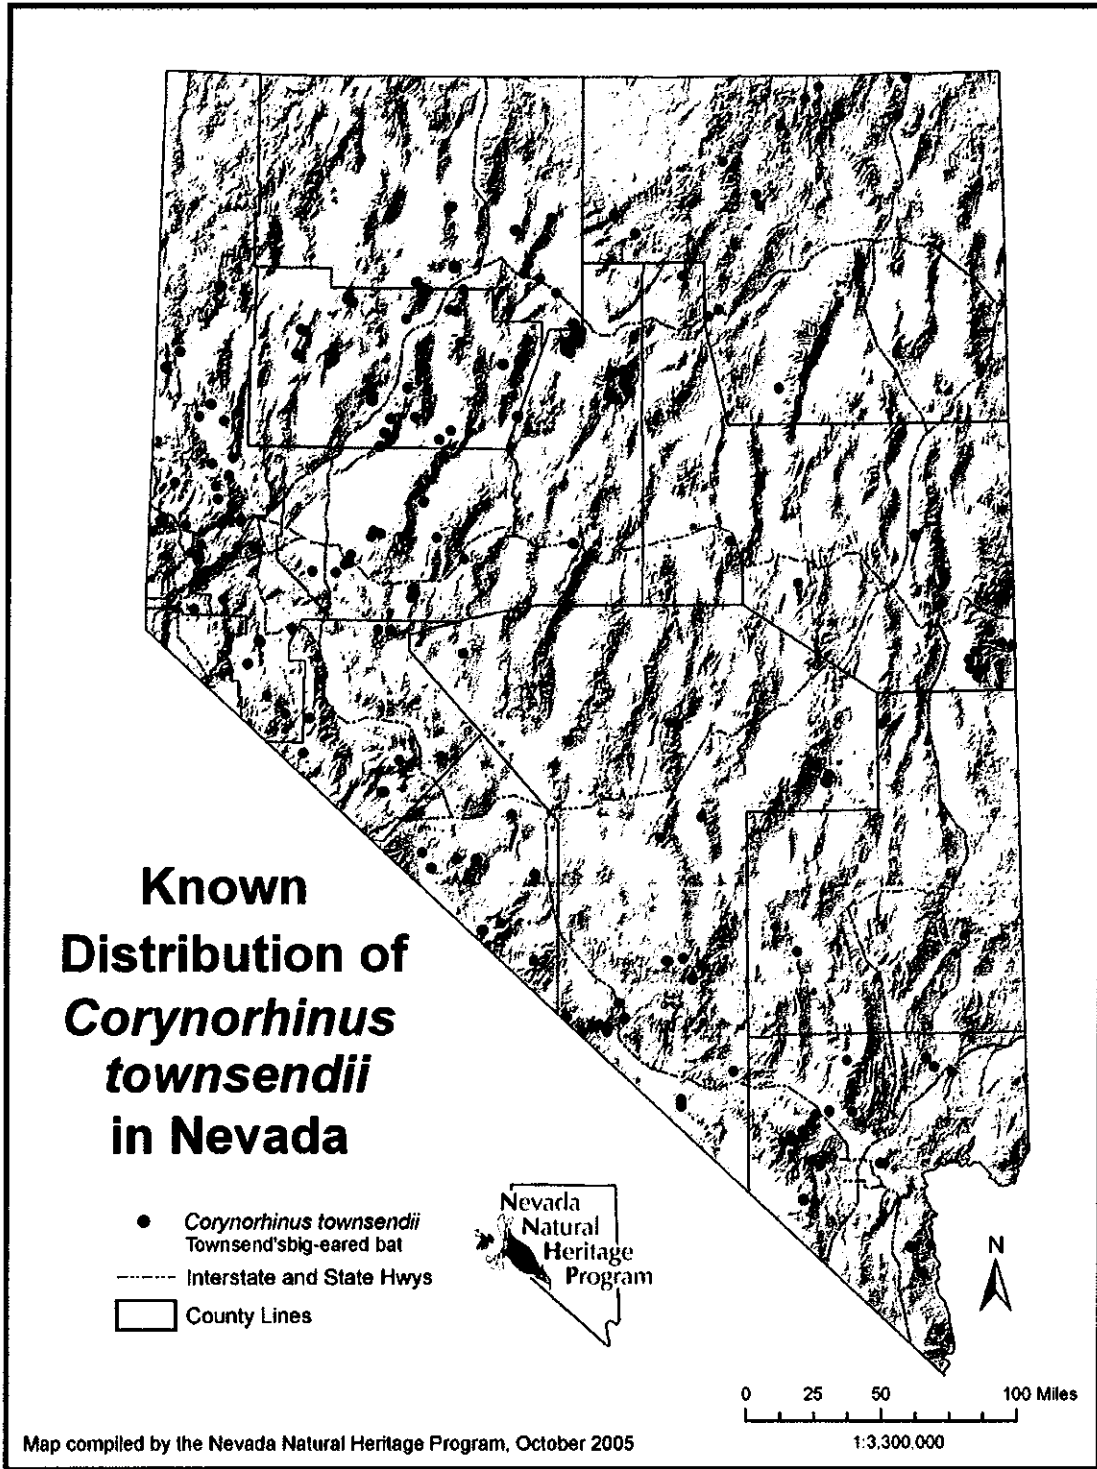 Known
Distribution of
Corynorhinus
townsendii
in Nevada
Corynorhinus townsendii
Townsend'sbig-eared bat
Interstate and State Hwys
County Lines
Nevada
Natural
Heritage
Program
N
0 25 50 100 Miles
1:3,300,000
Map compiled by the Nevada Natural Heritage Program, October 2005